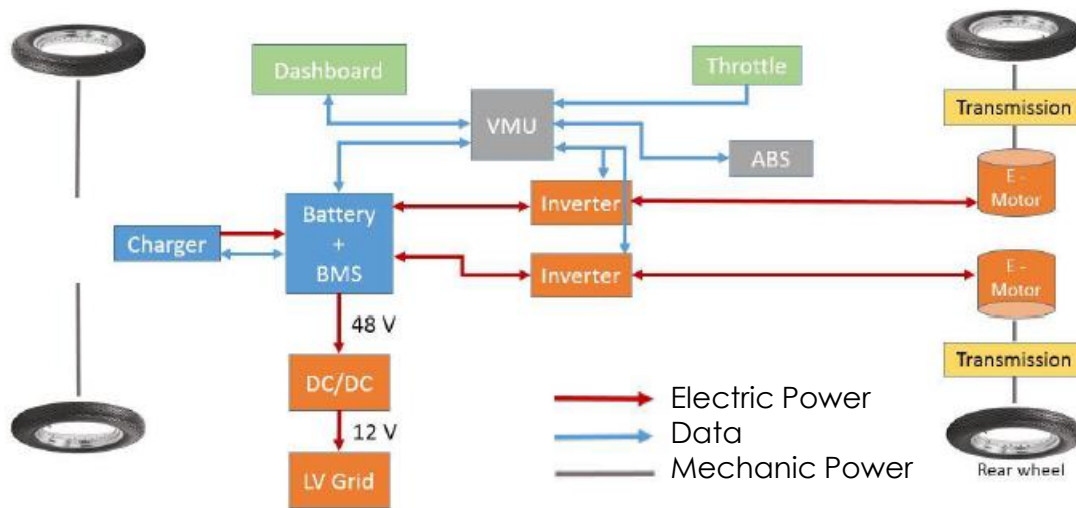 Dashboard
Throttle
VMU
Transmission
ABS
E -
Motor
Inverter
Battery
+
BMS
Charger
Inverter
E -
Motor
48 V
DC/DC
Transmission
12 V
LV Grid
Electric Power
Data
Mechanic Power
Rear wheel